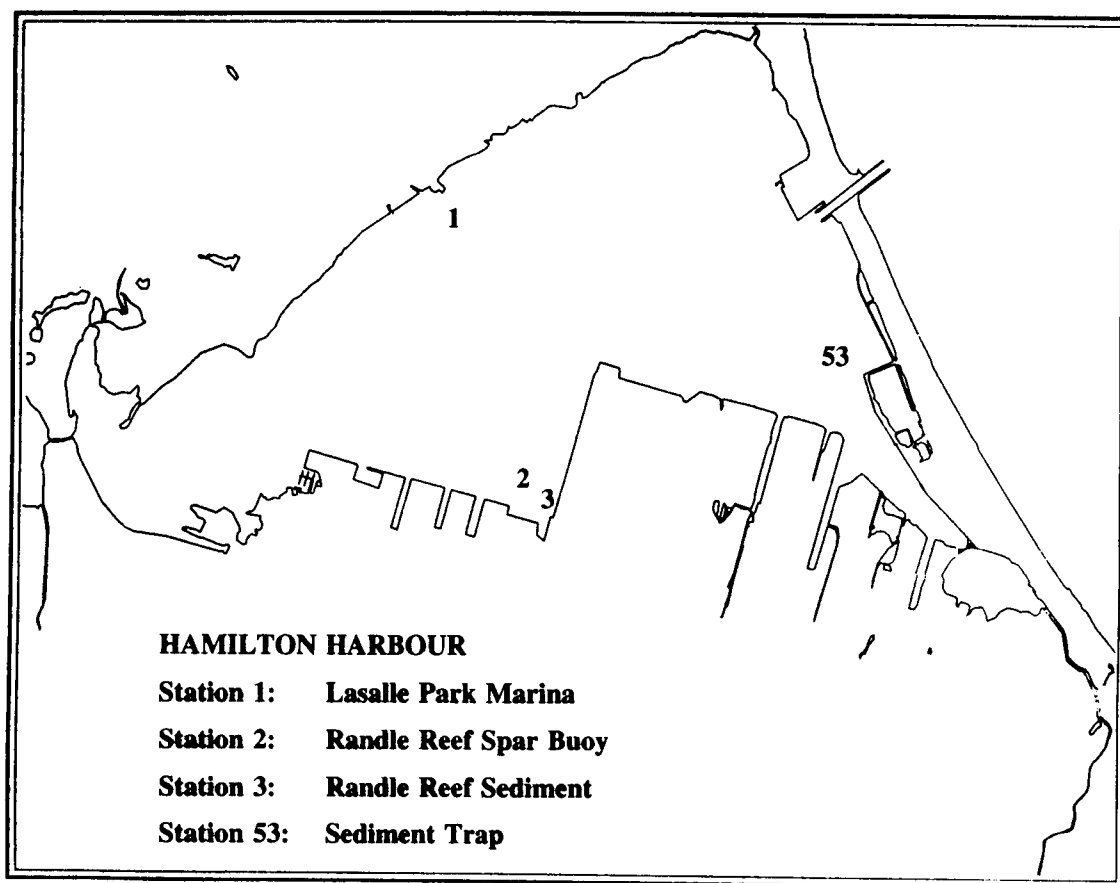 1
53
2
3
HAMILTON HARBOUR
Station 1: Lasalle Park Marina
Station 2: Randle Reef Spar Buoy
Station 3: Randle Reef Sediment
Station 53: Sediment Trap